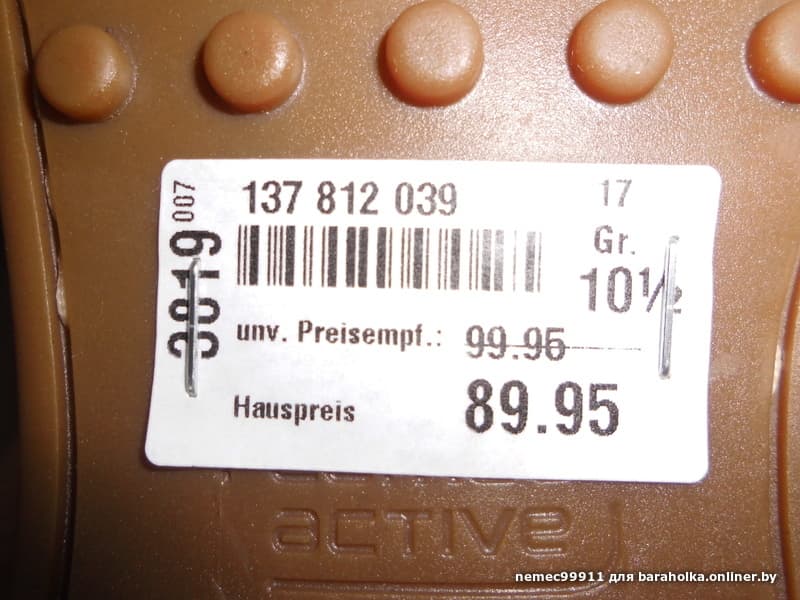 137 812 039
17
007
3019
Gr.
10½
unv. Preisempf.: 99.95
Hauspreis 89.95
active
nemec99911 для baraholka.onliner.by